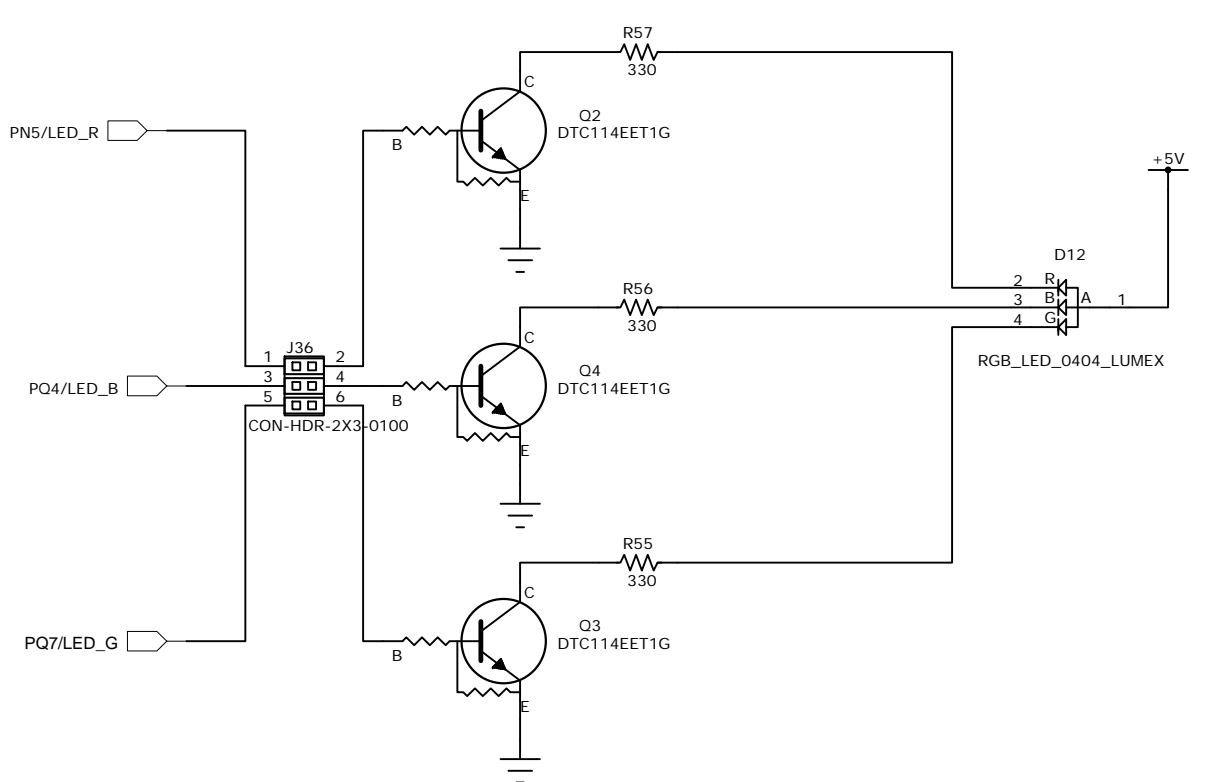 R57
330
C
Q2
DTC114EET1G
PN5/LED_R
B
E
+5V
D12
R56
330
2
R
3
B
A
1
4
G
RGB_LED_0404_LUMEX
C
J36
1
2
3
4
5
6
CON-HDR-2X3-0100
PQ4/LED_B
B
Q4
DTC114EET1G
E
R55
330
C
Q3
DTC114EET1G
PQ7/LED_G
B
E